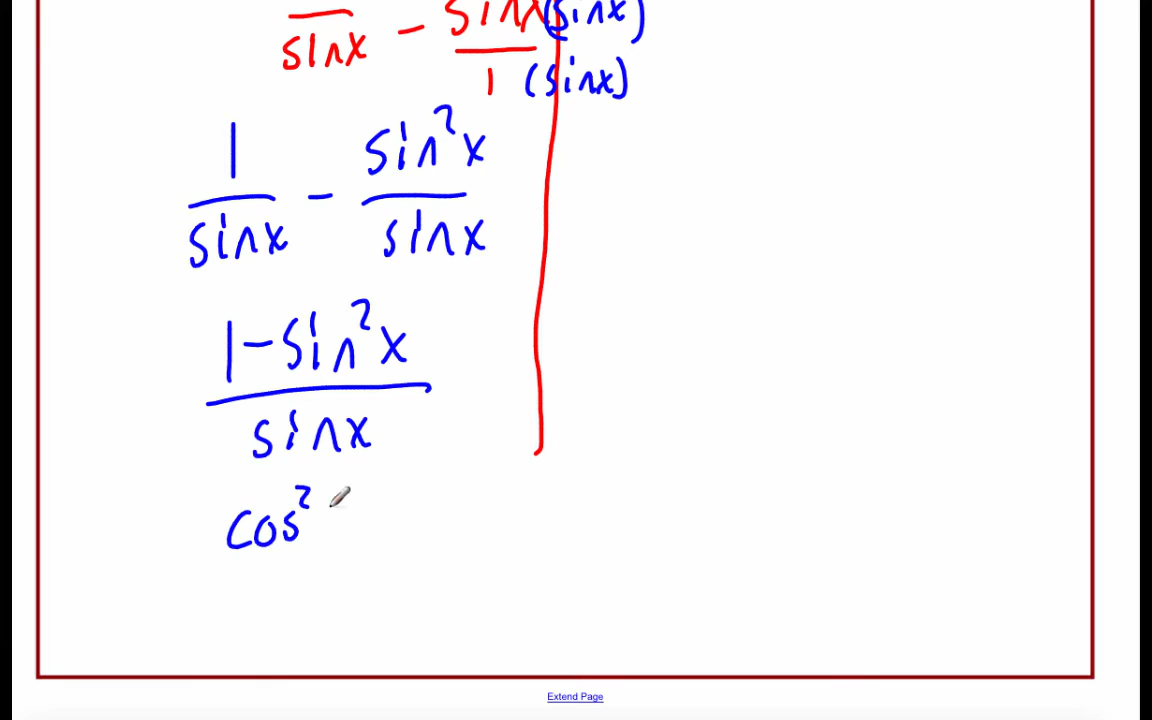 sinx - sinx (sinx)
1 (sinx)
1 - sin²x
sinx sinx
1-sin²x
sinx
cos²
Extend Page